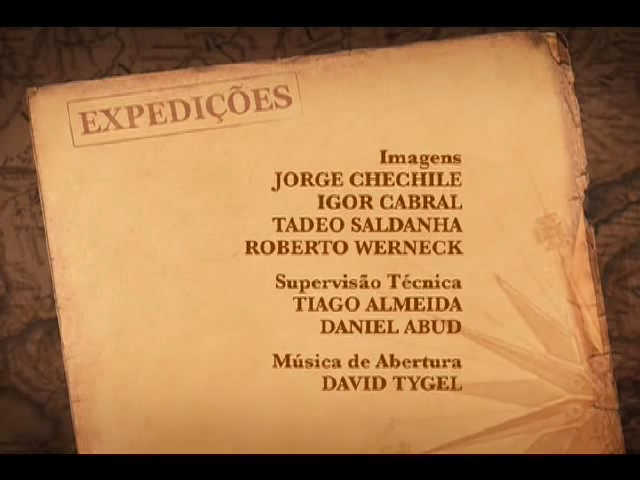 EXPEDIÇÕES
Imagens
JORGE CHECHILE
IGOR CABRAL
TADEO SALDANHA
ROBERTO WERNECK
Supervisão Técnica
TIAGO ALMEIDA
DANIEL ABUD
Música de Abertura
DAVID TYGEL